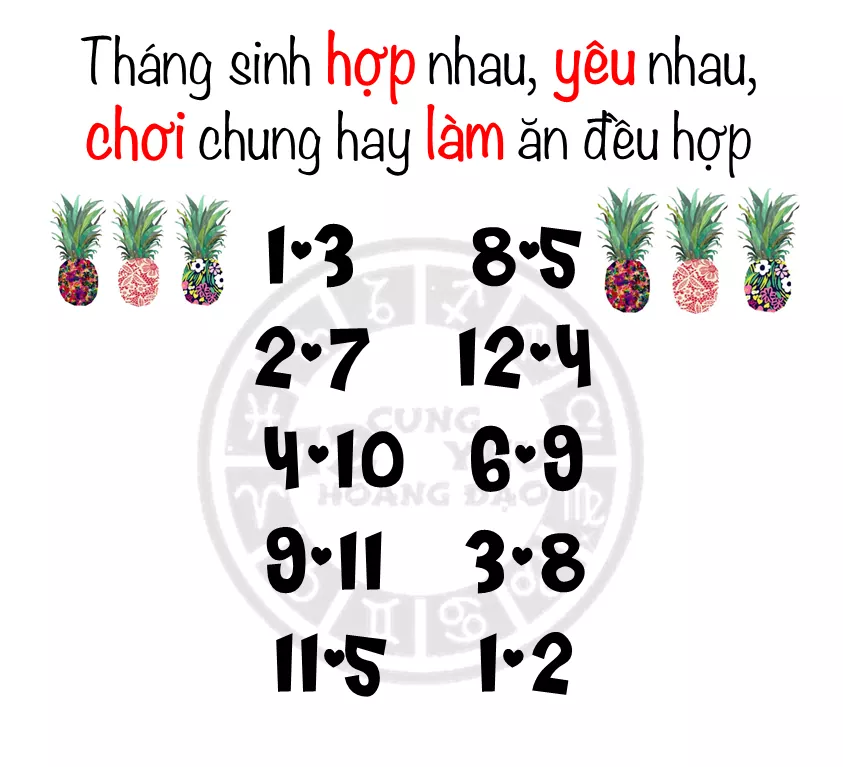 Tháng sinh hợp nhau, yêu nhau,
chơi chung hay làm ăn đều hợp
1♥3 8♥5
2♥7 12♥4
CUNG
4♥10 6♥9
HOÀNG ĐẠO
9♥11 3♥8
11♥5 1♥2